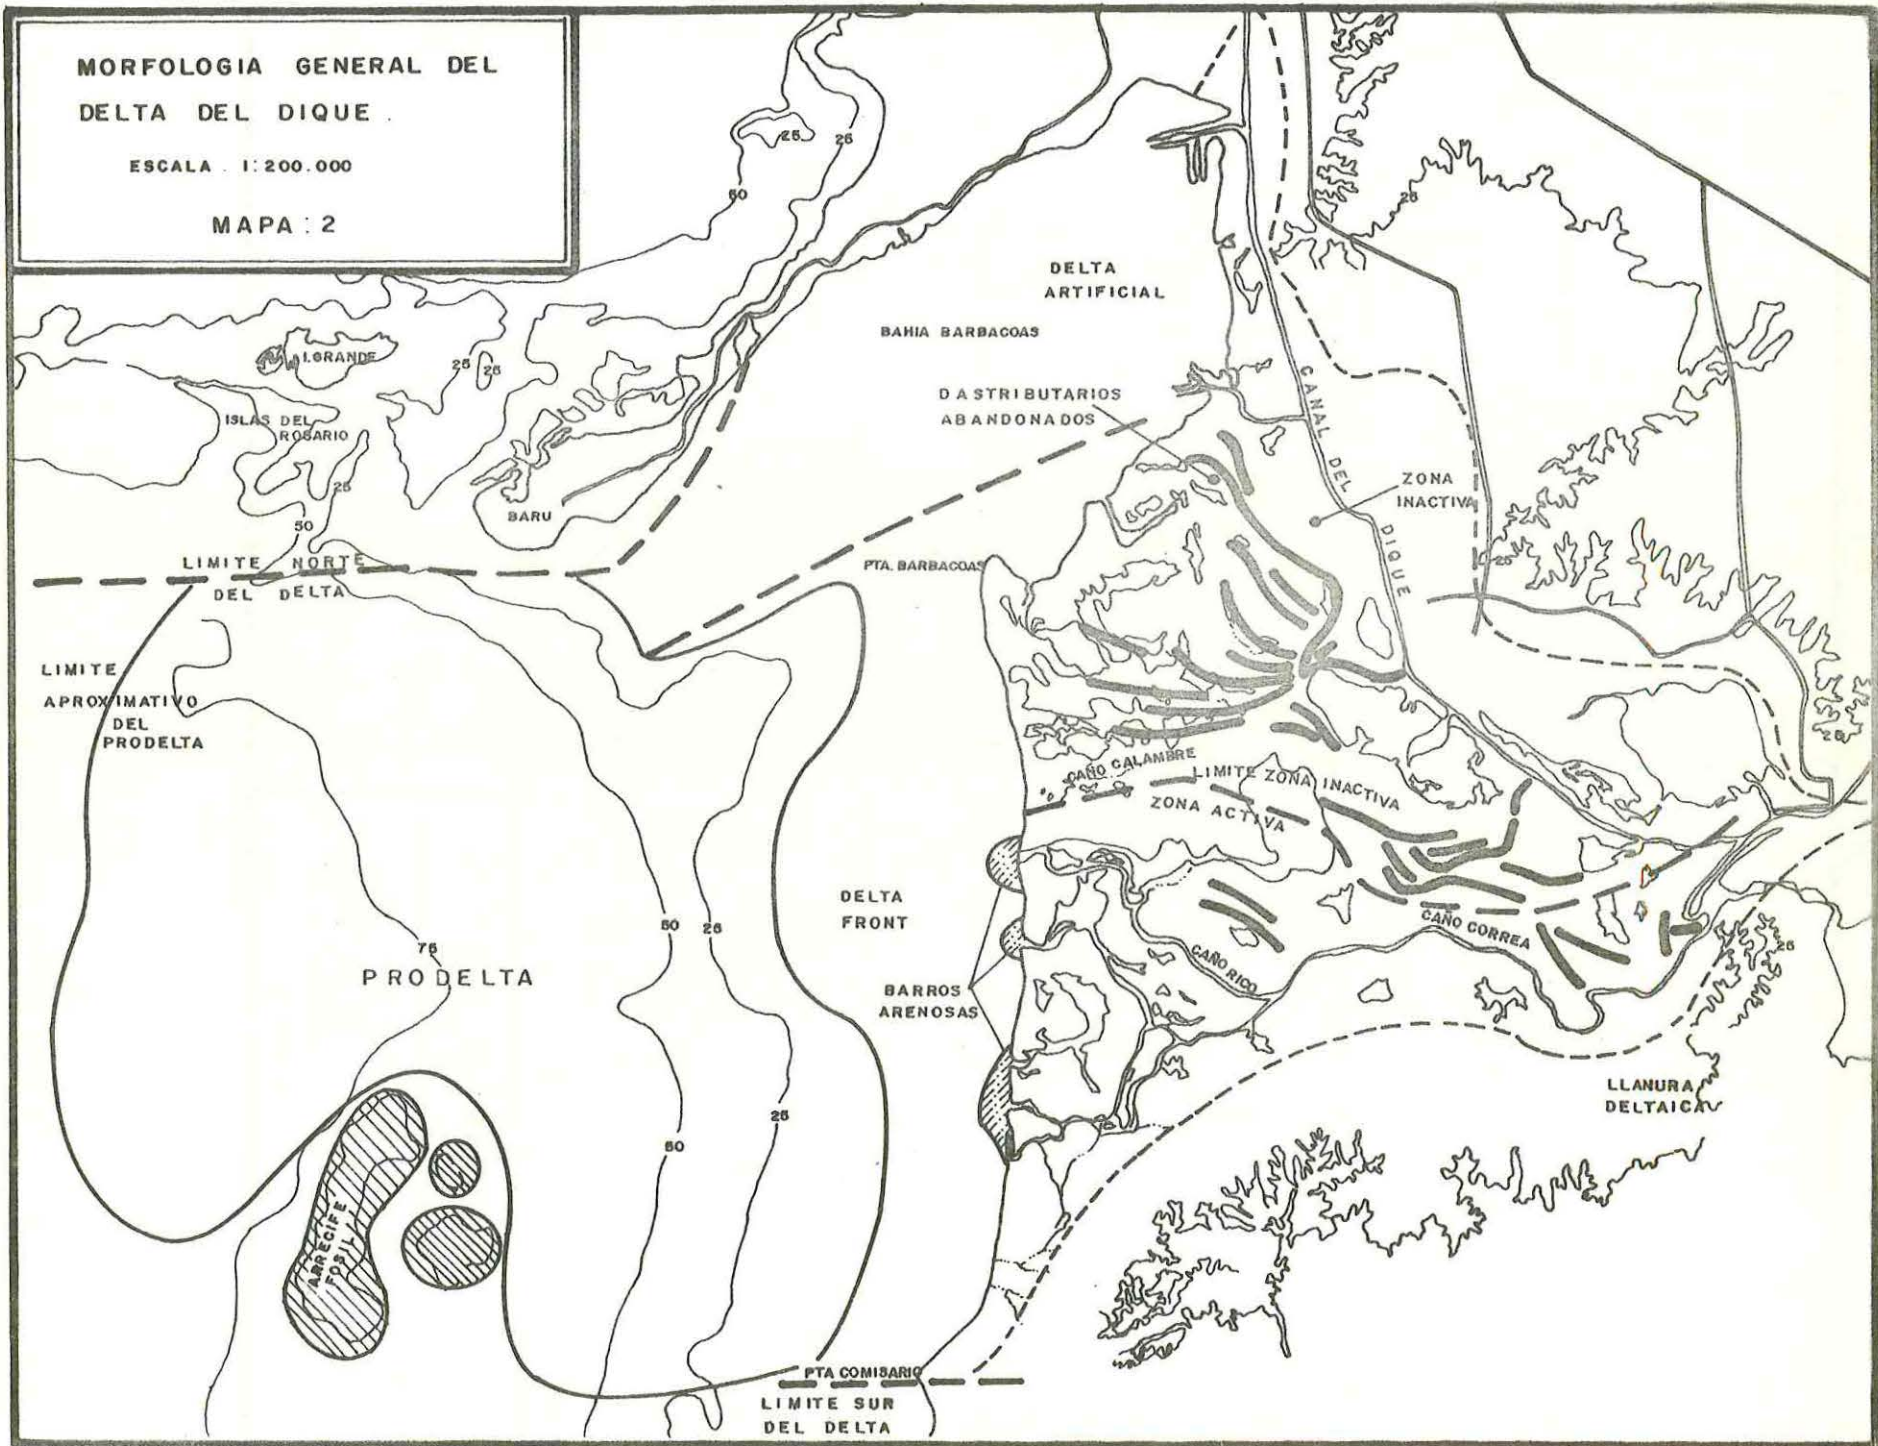 MORFOLOGIA GENERAL DEL
DELTA DEL DIQUE.
ESCALA . 1:200.000
MAPA : 2
25
25
50
25
DELTA
ARTIFICIAL
BAHIA BARBACOAS
I.GRANDE
25
25
ISLAS DEL
ROSARIO
25
50
BARU
DASTRIBUTARIOS
ABANDONADOS
CANAL DEL DIQUE
ZONA
INACTIVA
25
LIMITE NORTE
DEL DELTA
PTA. BARBACOAS
LIMITE
APROXIMATIVO
DEL
PRODELTA
25
CAÑO CALAMBRE
LIMITE ZONA INACTIVA
ZONA ACTIVA
DELTA
FRONT
50
25
75
PRODELTA
CAÑO CORREA
CAÑO RICO
25
BARROS
ARENOSAS
LLANURA
DELTAICA
25
50
ARRECIFE
FOSIL
PTA COMISARIO
LIMITE SUR
DEL DELTA